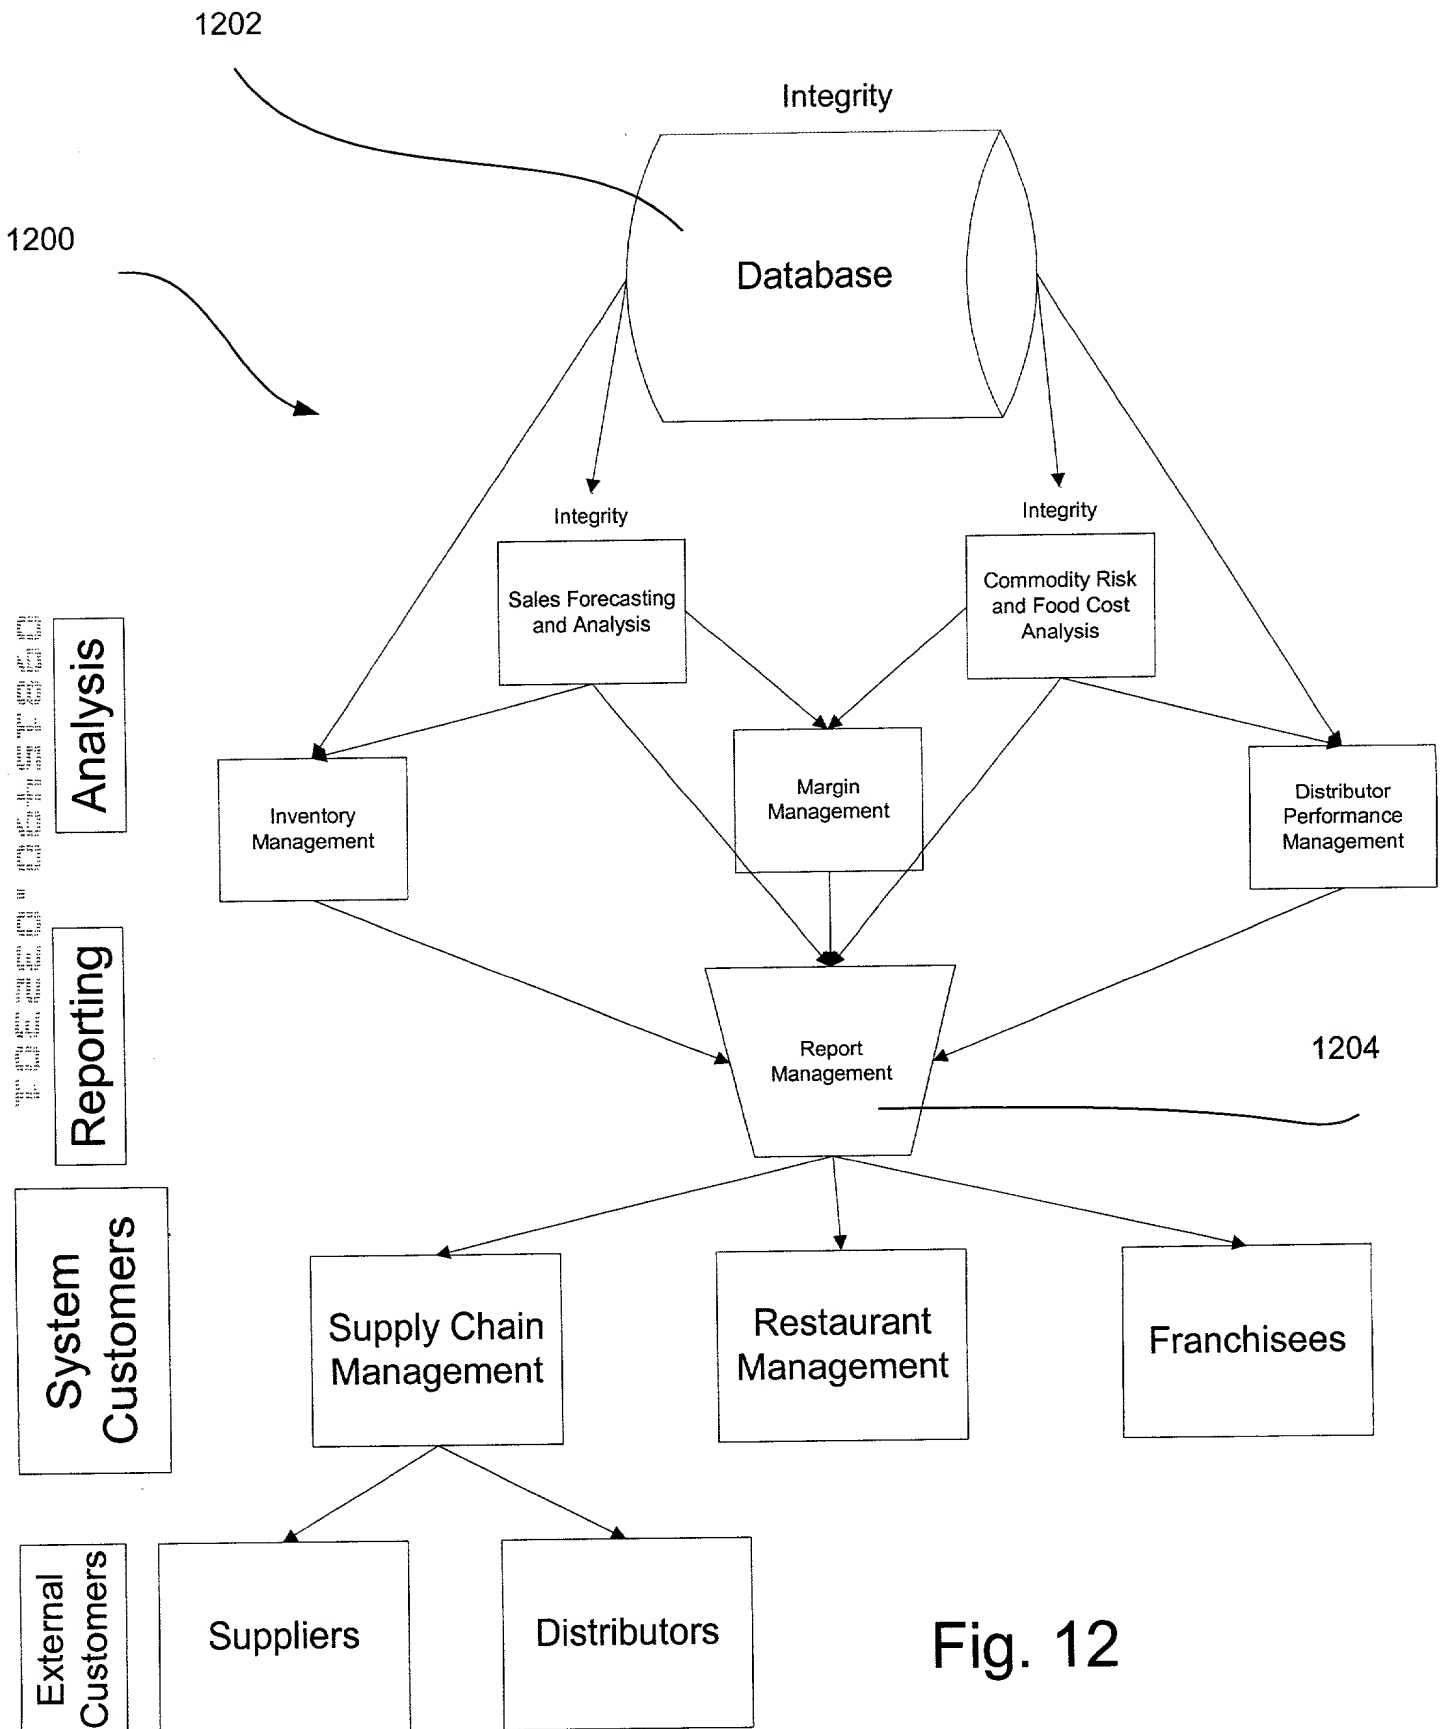 1202
Integrity
1200
Database
Integrity
Integrity
Sales Forecasting
and Analysis
Commodity Risk
and Food Cost
Analysis
Analysis
Inventory
Management
Margin
Management
Distributor
Performance
Management
Reporting
Report
Management
1204
System
Customers
Supply Chain
Management
Restaurant
Management
Franchisees
External
Customers
Suppliers
Distributors
Fig. 12